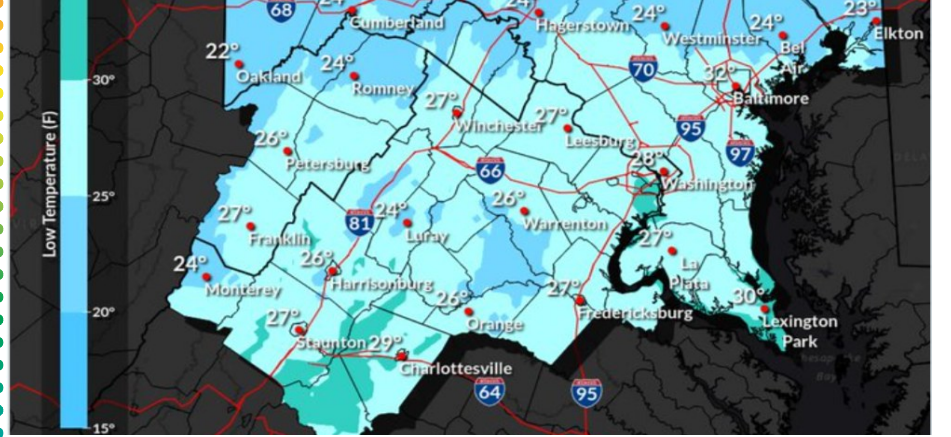 68
24°
Cumberland
24°
Hagerstown
24°
Westminster
24°
Bel
Air
23°
Elkton
22°
Oakland
24°
Romney
70
32°
Baltimore
30°
27°
Winchester
27°
Leesburg
95
97
26°
Petersburg
66
28°
Washington
Low Temperature (F)
25°
27°
Franklin
81
24°
Luray
26°
Warrenton
27°
La
Plata
24°
Monterey
26°
Harrisonburg
26°
Orange
27°
Fredericksburg
30°
Lexington
Park
20°
27°
Staunton
29°
Charlottesville
Bay
64
95
15°